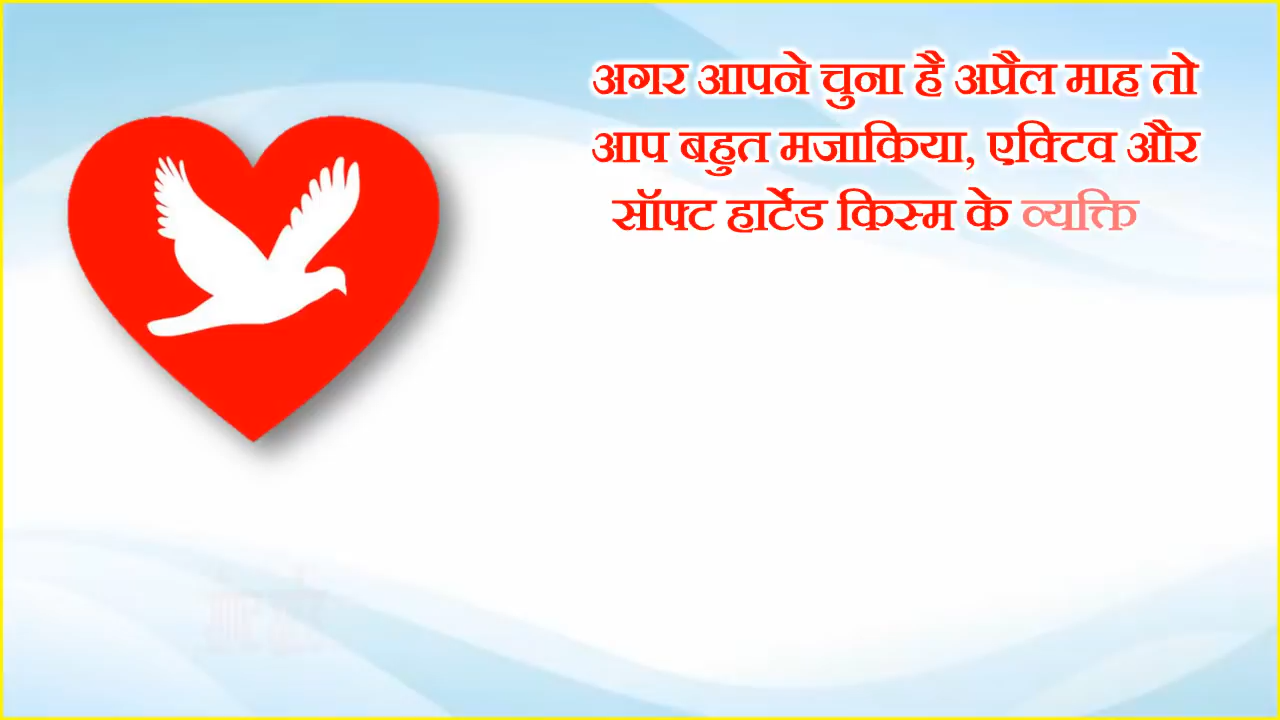 अगर आपने चुना है अप्रैल माह तो
आप बहुत मजाकिया, एक्टिव और
सॉफ्ट हार्टेड किस्म के व्यक्ति